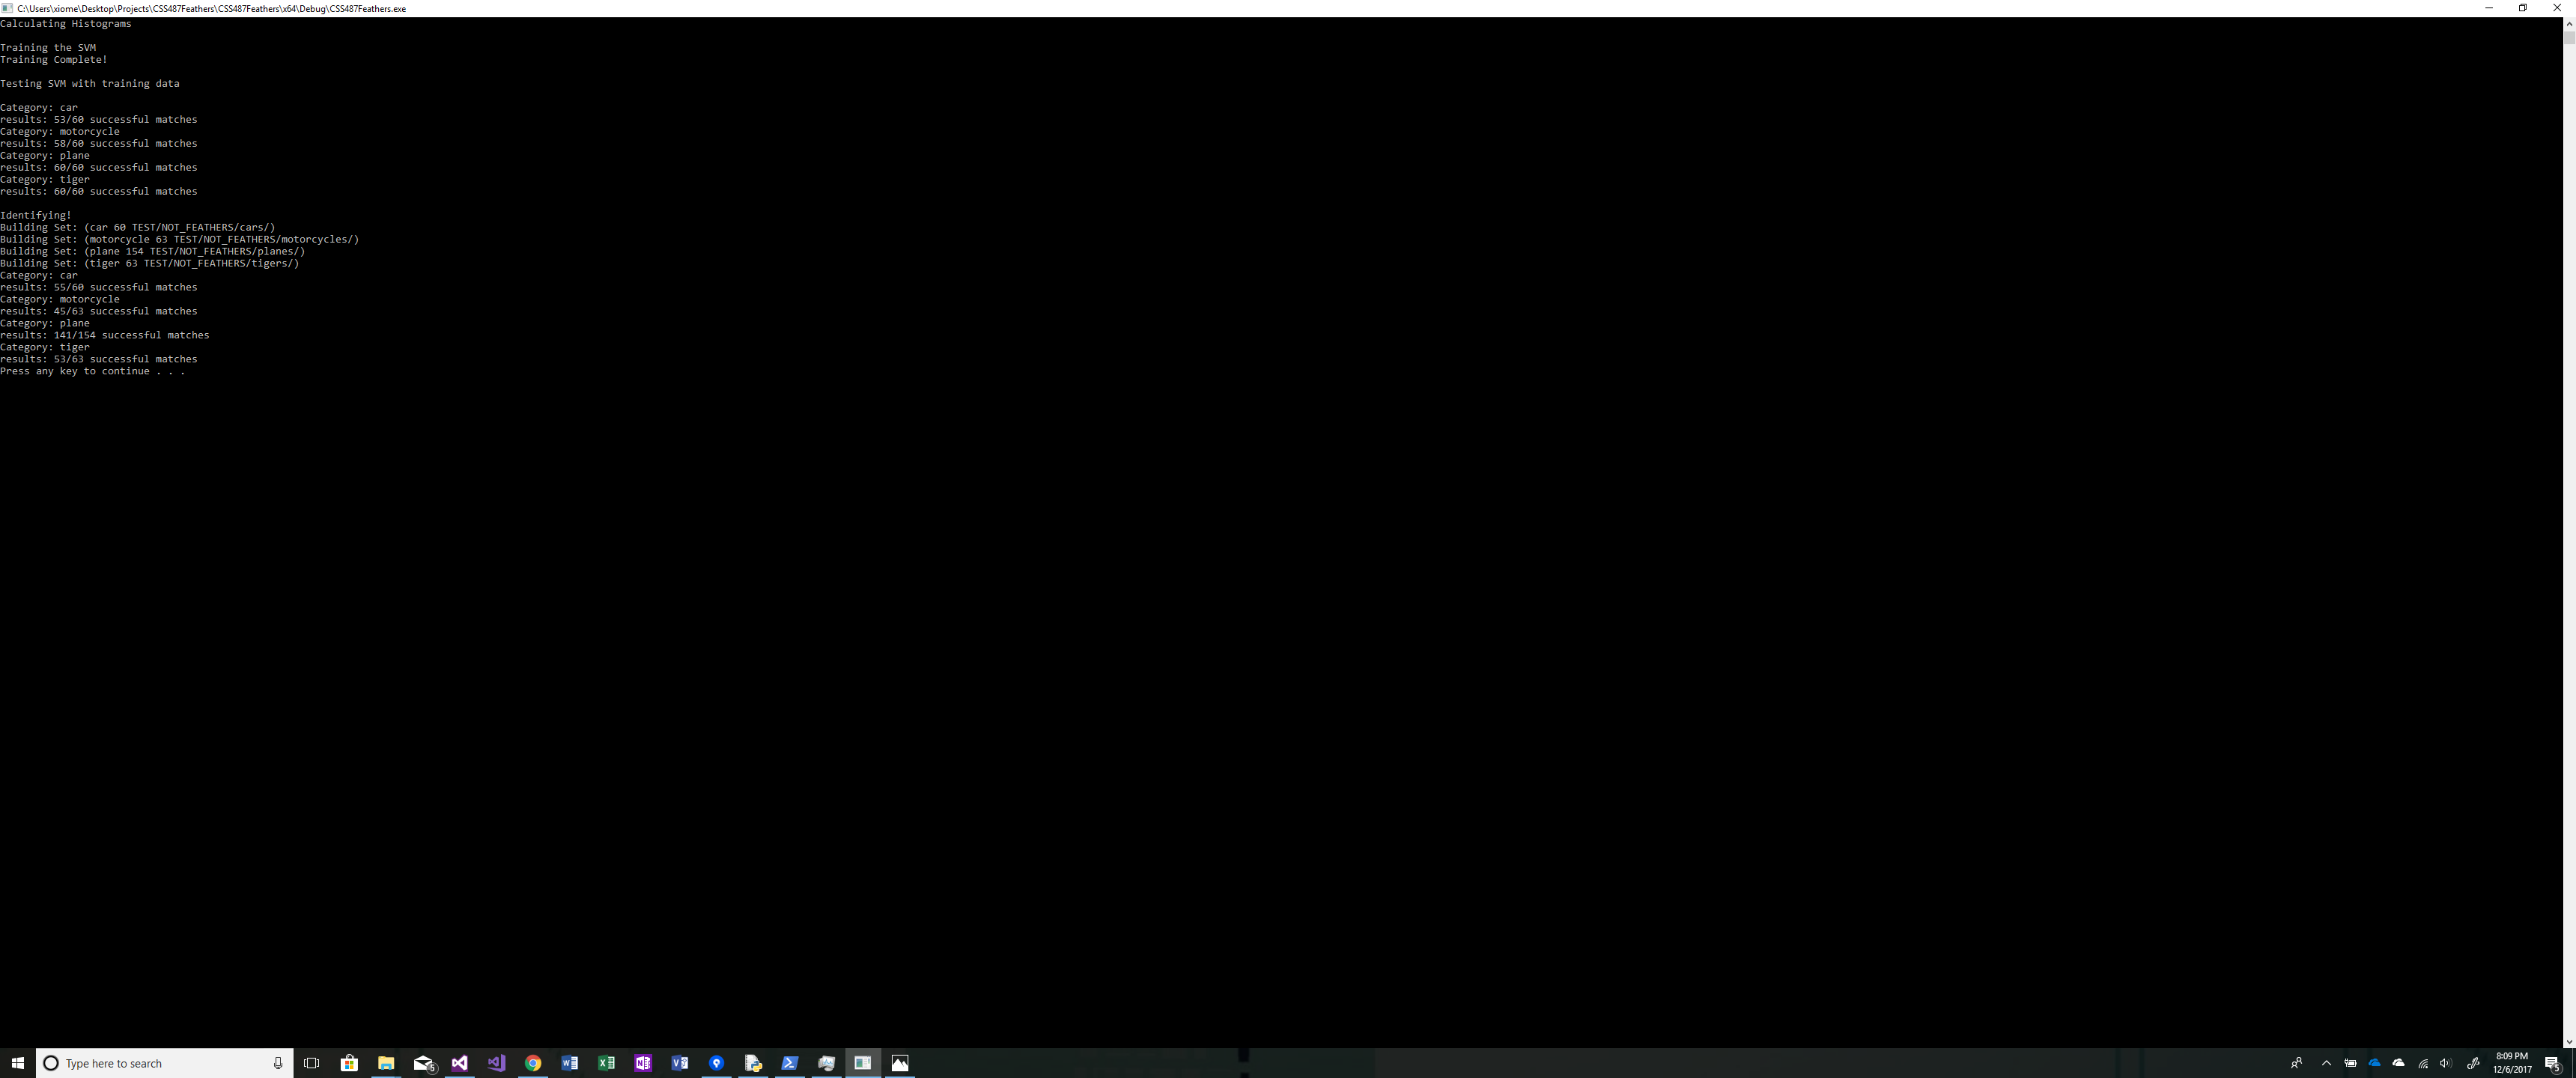 C:\Users\xiome\Desktop\Projects\CSS487Feathers\CSS487Feathers\x64\Debug\CSS487Feathers.exe
Calculating Histograms
Training the SVM
Training Complete!
Testing SVM with training data
Category: car
results: 53/60 successful matches
Category: motorcycle
results: 58/60 successful matches
Category: plane
results: 60/60 successful matches
Category: tiger
results: 60/60 successful matches
Identifying!
Building Set: (car 60 TEST/NOT_FEATHERS/cars/)
Building Set: (motorcycle 63 TEST/NOT_FEATHERS/motorcycles/)
Building Set: (plane 154 TEST/NOT_FEATHERS/planes/)
Building Set: (tiger 63 TEST/NOT_FEATHERS/tigers/)
Category: car
results: 55/60 successful matches
Category: motorcycle
results: 45/63 successful matches
Category: plane
results: 141/154 successful matches
Category: tiger
results: 53/63 successful matches
Press any key to continue . . .
Type here to search
5
8:09 PM
12/6/2017
5